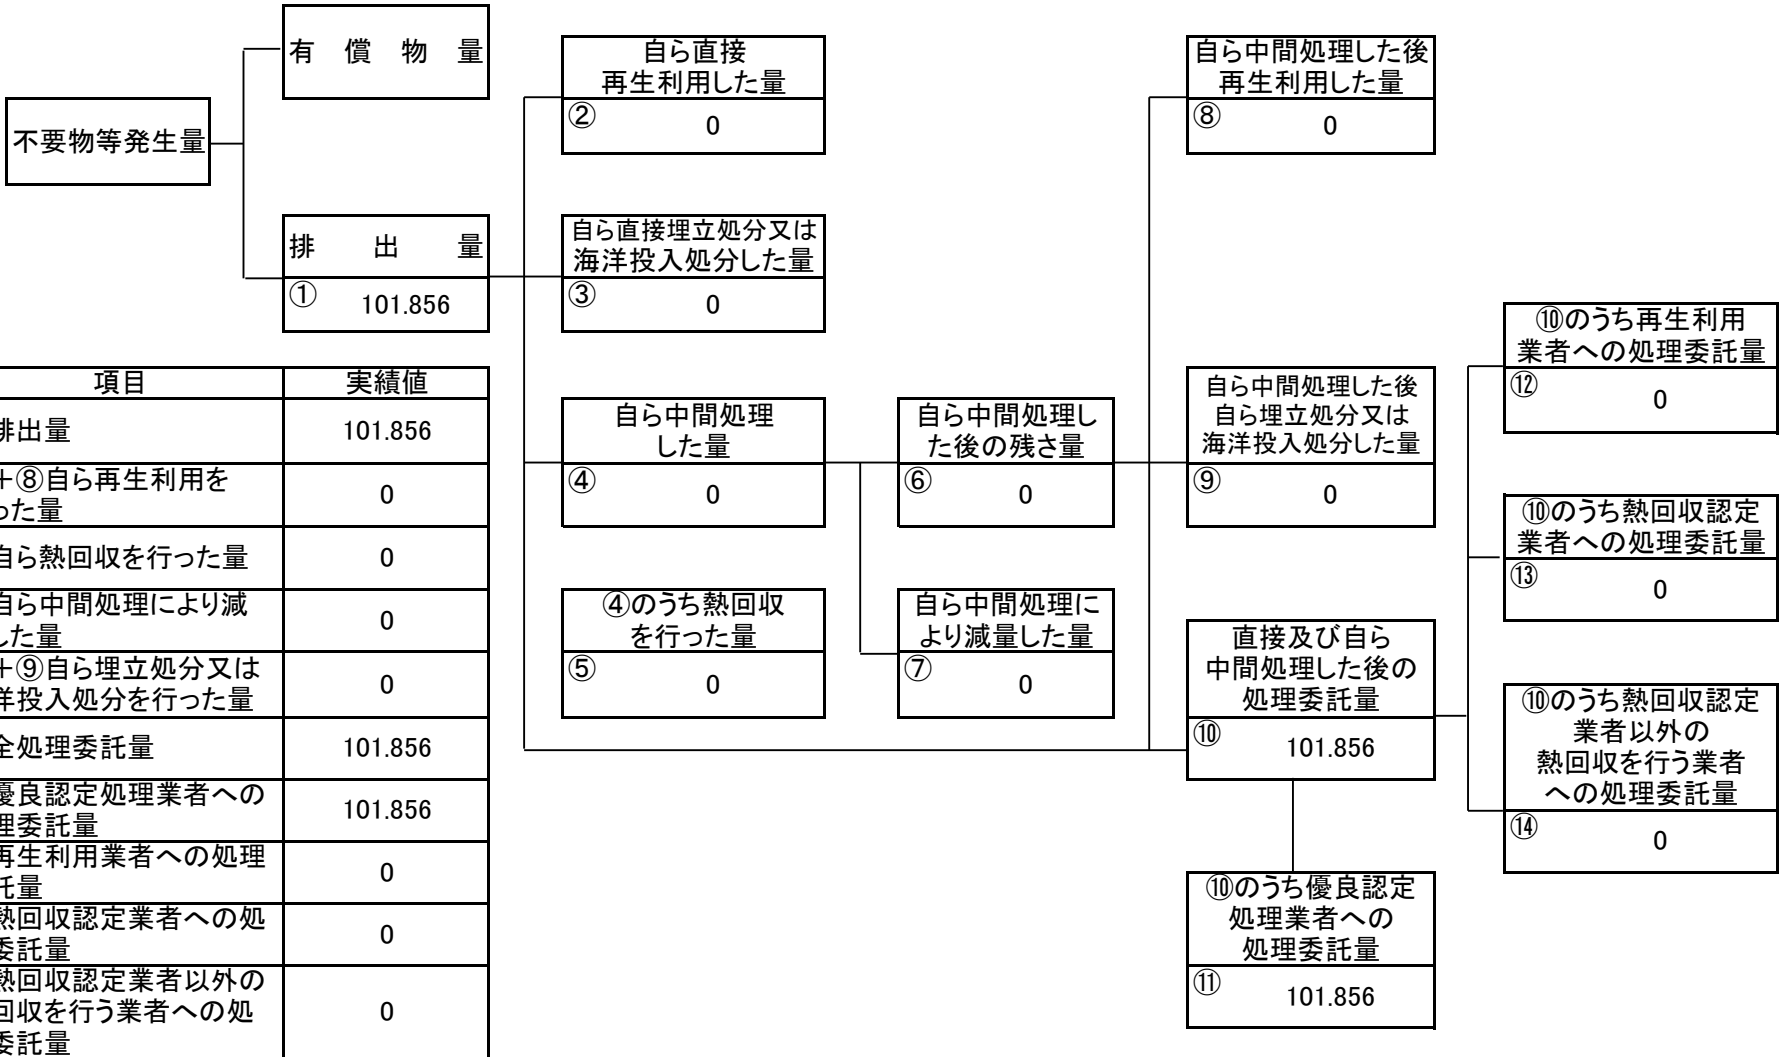 有償物量
不要物等発生量
排出量
①
101.856
自ら直接
再生利用した量
②
0
自ら直接埋立処分又は
海洋投入処分した量
③
0
自ら中間処理
した量
④
0
④のうち熱回収
を行った量
⑤
0
自ら中間処理し
た後の残さ量
⑥
0
自ら中間処理に
より減量した量
⑦
0
自ら中間処理した後
再生利用した量
⑧
0
自ら中間処理した後
自ら埋立処分又は
海洋投入処分した量
⑨
0
直接及び自ら
中間処理した後の
処理委託量
⑩
101.856
⑩のうち優良認定
処理業者への
処理委託量
⑪
101.856
⑩のうち再生利用
業者への処理委託量
⑫
0
⑩のうち熱回収認定
業者への処理委託量
⑬
0
⑩のうち熱回収認定
業者以外の
熱回収を行う業者
への処理委託量
⑭
0
項目
実績値
排出量
101.856
+⑧自ら再生利用を
った量
0
自ら熱回収を行った量
0
自ら中間処理により減
した量
0
+⑨自ら埋立処分又は
洋投入処分を行った量
0
全処理委託量
101.856
優良認定処理業者への
理委託量
101.856
再生利用業者への処理
託量
0
熱回収認定業者への処
委託量
0
熱回収認定業者以外の
回収を行う業者への処
委託量
0